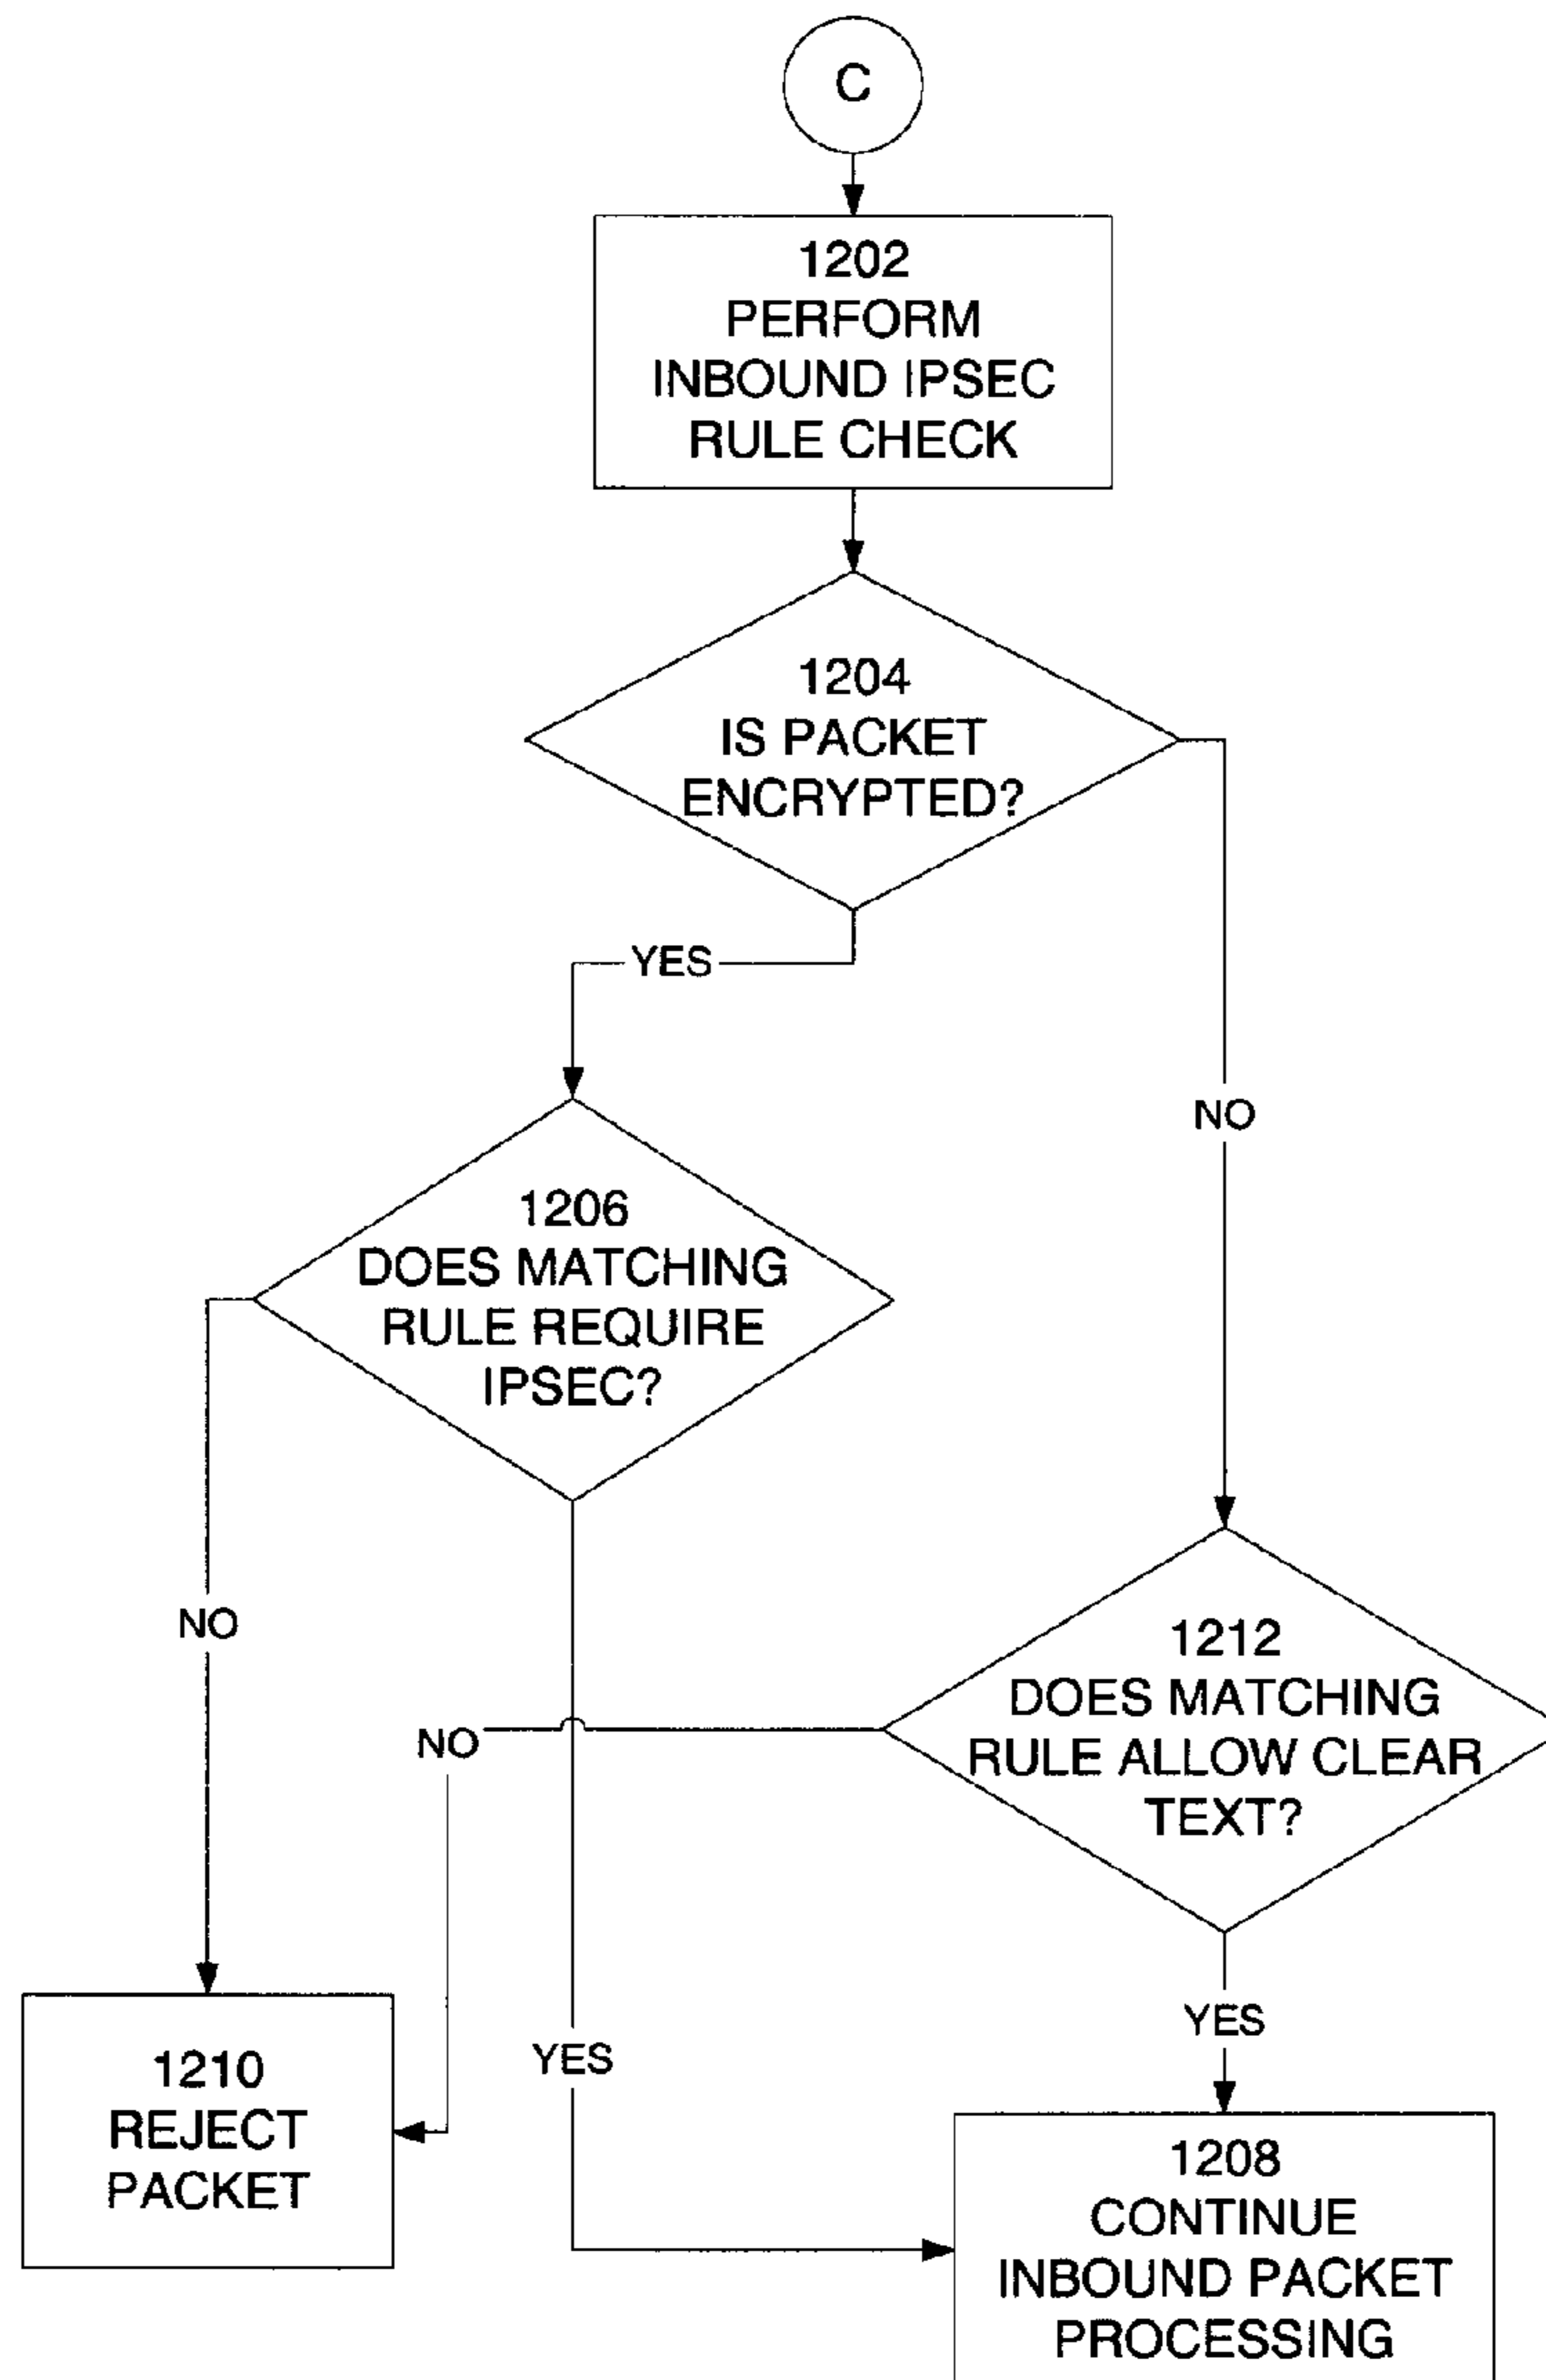 C
1202
PERFORM
INBOUND IPSEC
RULE CHECK
1204
IS PACKET
ENCRYPTED?
YES
NO
1206
DOES MATCHING
RULE REQUIRE
IPSEC?
NO
1212
DOES MATCHING
RULE ALLOW CLEAR
TEXT?
NO
YES
YES
1210
REJECT
PACKET
1208
CONTINUE
INBOUND PACKET
PROCESSING